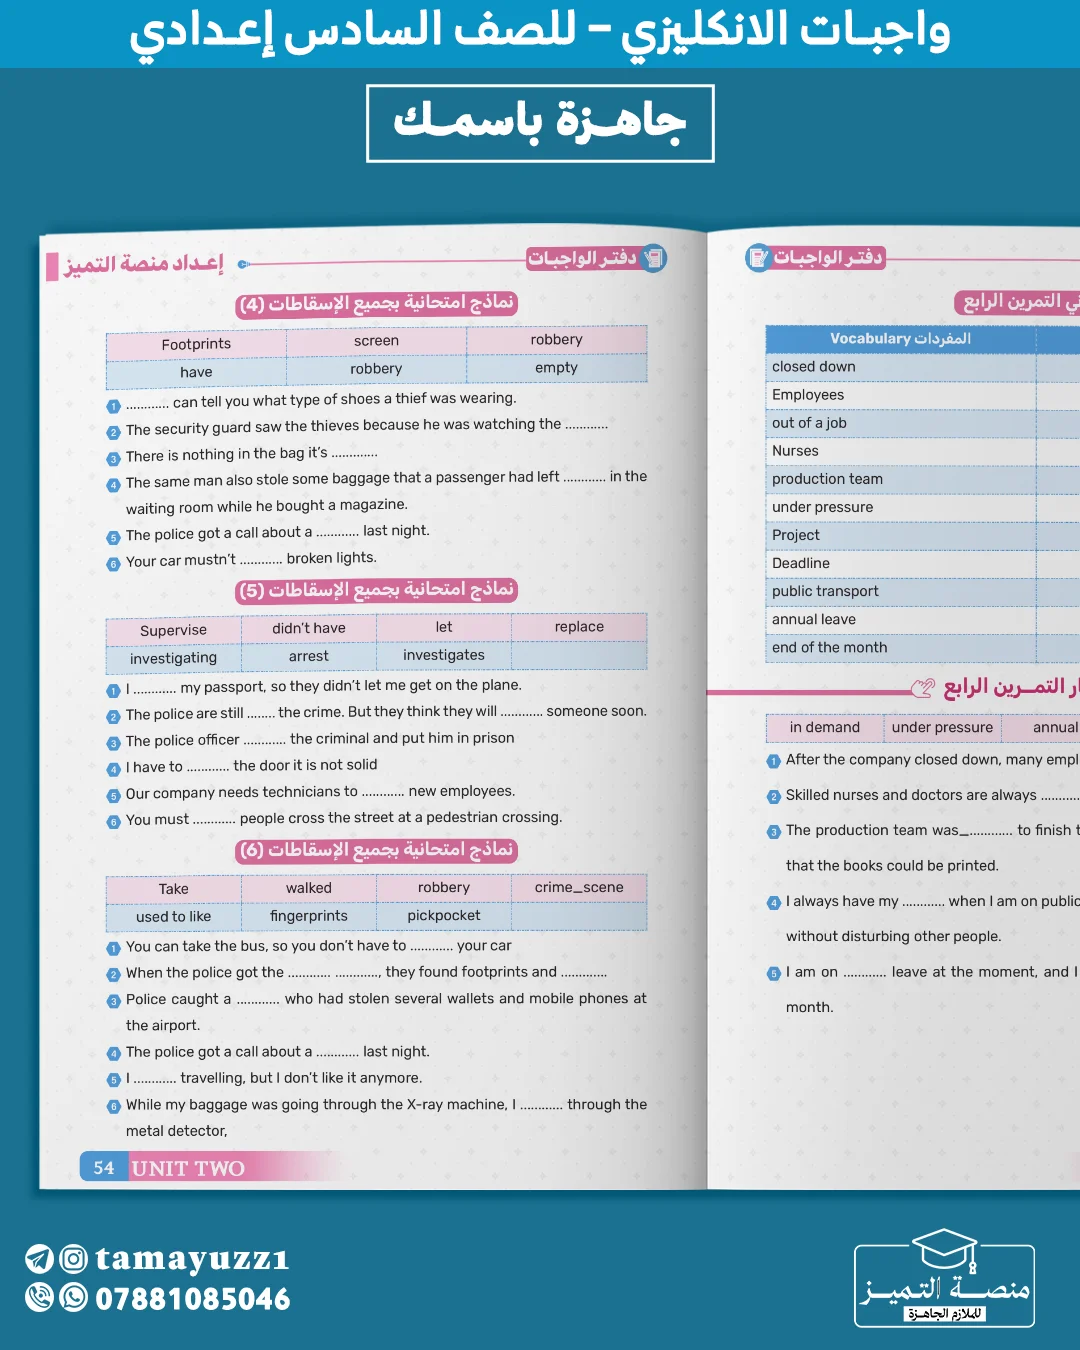 واجبات الانكليزي – للصف السادس إعدادي
جاهزة باسمك
إعداد منصة التميز
دفتر الواجبات
نماذج امتحانية بجميع الإسقاطات (4)
Footprints screen robbery
have robbery empty
1 ............ can tell you what type of shoes a thief was wearing.
2 The security guard saw the thieves because he was watching the ............
3 There is nothing in the bag it's .............
4 The same man also stole some baggage that a passenger had left ............ in the
waiting room while he bought a magazine.
5 The police got a call about a ............ last night.
6 Your car mustn't ............ broken lights.
نماذج امتحانية بجميع الإسقاطات (5)
Supervise didn't have let replace
investigating arrest investigates
1 I ............ my passport, so they didn't let me get on the plane.
2 The police are still ........ the crime. But they think they will ............ someone soon.
3 The police officer ............ the criminal and put him in prison
4 I have to ............ the door it is not solid
5 Our company needs technicians to ............ new employees.
6 You must ............ people cross the street at a pedestrian crossing.
نماذج امتحانية بجميع الإسقاطات (6)
Take walked robbery crime_scene
used to like fingerprints pickpocket
1 You can take the bus, so you don't have to ............ your car
2 When the police got the ............ ............, they found footprints and .............
3 Police caught a ............ who had stolen several wallets and mobile phones at
the airport.
4 The police got a call about a ............ last night.
5 I ............ travelling, but I don't like it anymore.
6 While my baggage was going through the X-ray machine, I ............ through the
metal detector,
54 UNIT TWO
دفتر الواجبات
ني التمرين الرابع
المفردات Vocabulary
closed down
Employees
out of a job
Nurses
production team
under pressure
Project
Deadline
public transport
annual leave
end of the month
ار التمرين الرابع
in demand under pressure annual
1 After the company closed down, many empl
2 Skilled nurses and doctors are always ...........
3 The production team was_............ to finish t
that the books could be printed.
4 I always have my ............ when I am on public
without disturbing other people.
5 I am on ............ leave at the moment, and I
month.
tamayuzz1
07881085046
منصة التميز
للملازم الجاهزة